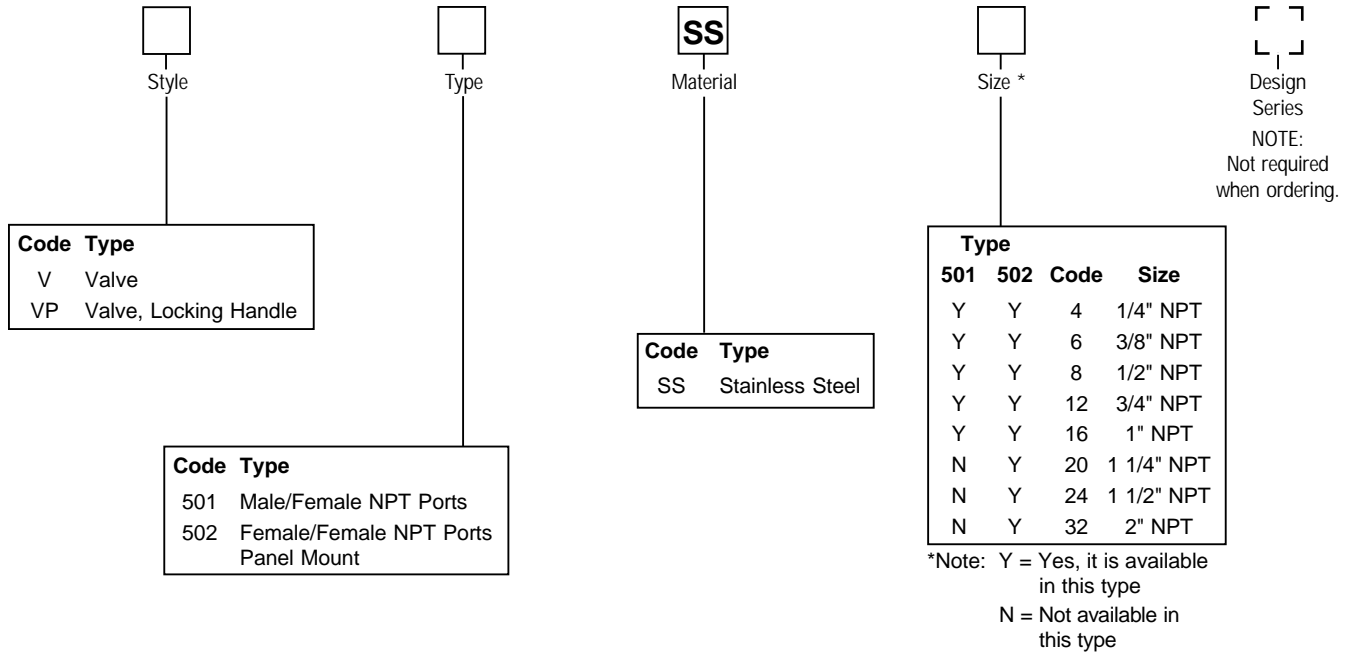 SS
Style
Type
Material
Size *
Design
Series
NOTE:
Not required
when ordering.
Code Type
V Valve
VP Valve, Locking Handle
Code Type
501 Male/Female NPT Ports
502 Female/Female NPT Ports
Panel Mount
Code Type
SS Stainless Steel
Type
501 502 Code Size
Y Y 4 1/4" NPT
Y Y 6 3/8" NPT
Y Y 8 1/2" NPT
Y Y 12 3/4" NPT
Y Y 16 1" NPT
N Y 20 1 1/4" NPT
N Y 24 1 1/2" NPT
N Y 32 2" NPT
*Note: Y = Yes, it is available
in this type
N = Not available in
this type